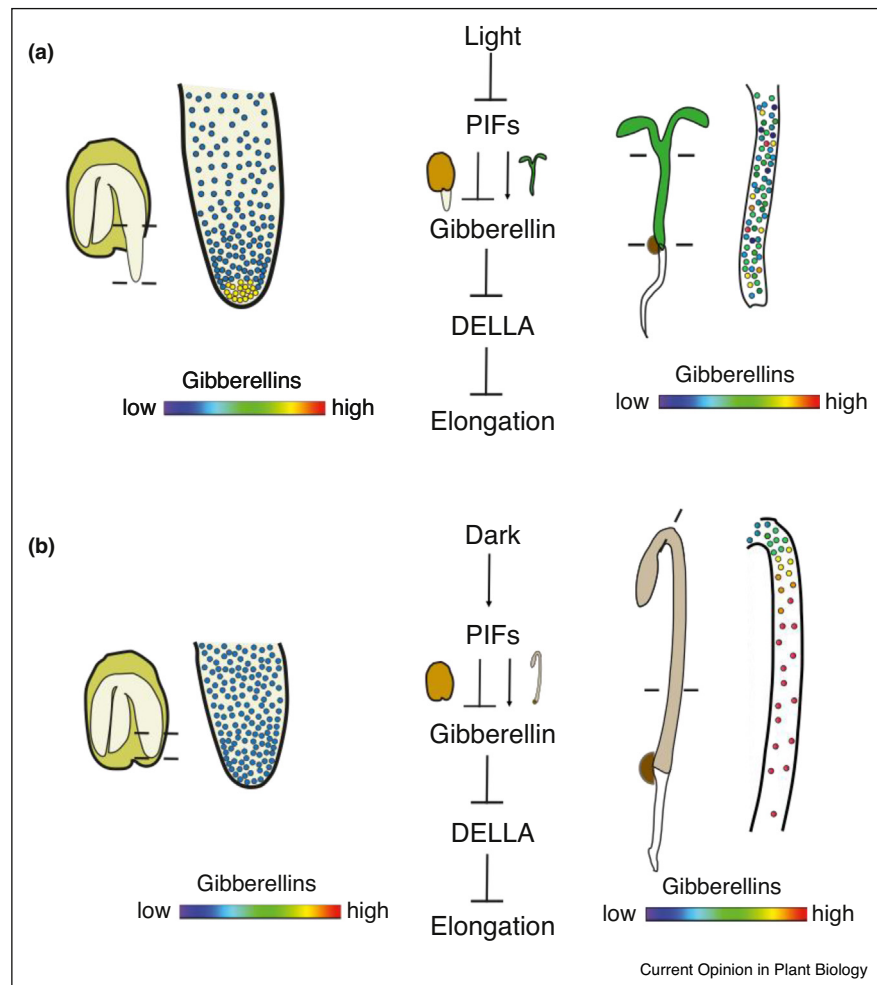 (a)
Light
PIFs
Gibberellin
DELLA
Elongation
Gibberellins
low high
Gibberellins
low high
(b)
Dark
PIFs
Gibberellin
DELLA
Elongation
Gibberellins
low high
Gibberellins
low high
Current Opinion in Plant Biology